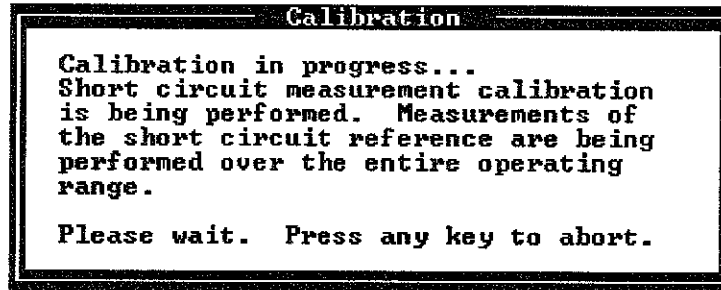 Calibration
Calibration in progress...
Short circuit measurement calibration
is being performed.  Measurements of
the short circuit reference are being
performed over the entire operating
range.
Please wait.  Press any key to abort.